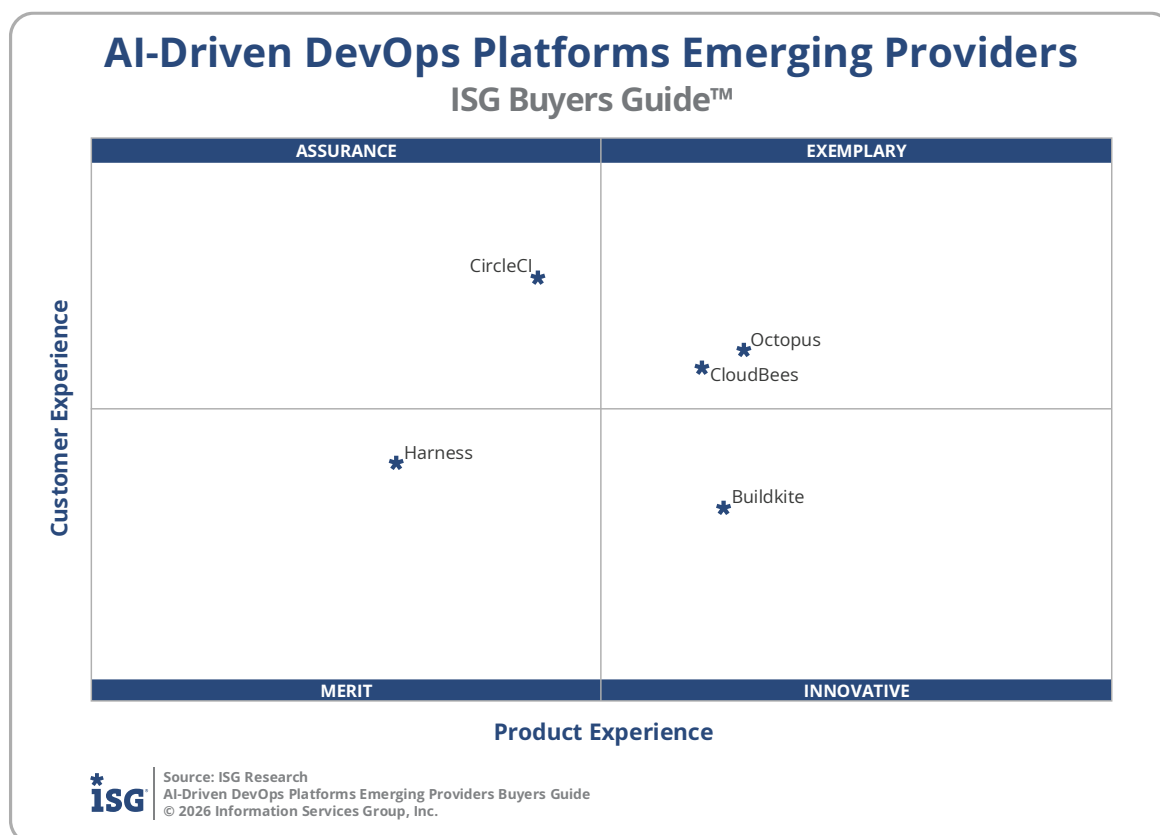 AI-Driven DevOps Platforms Emerging Providers
ISG Buyers Guide™
ASSURANCE
EXEMPLARY
CircleCI
Octopus
CloudBees
Customer Experience
Harness
Buildkite
MERIT
INNOVATIVE
Product Experience
ISG
Source: ISG Research
AI-Driven DevOps Platforms Emerging Providers Buyers Guide
© 2026 Information Services Group, Inc.